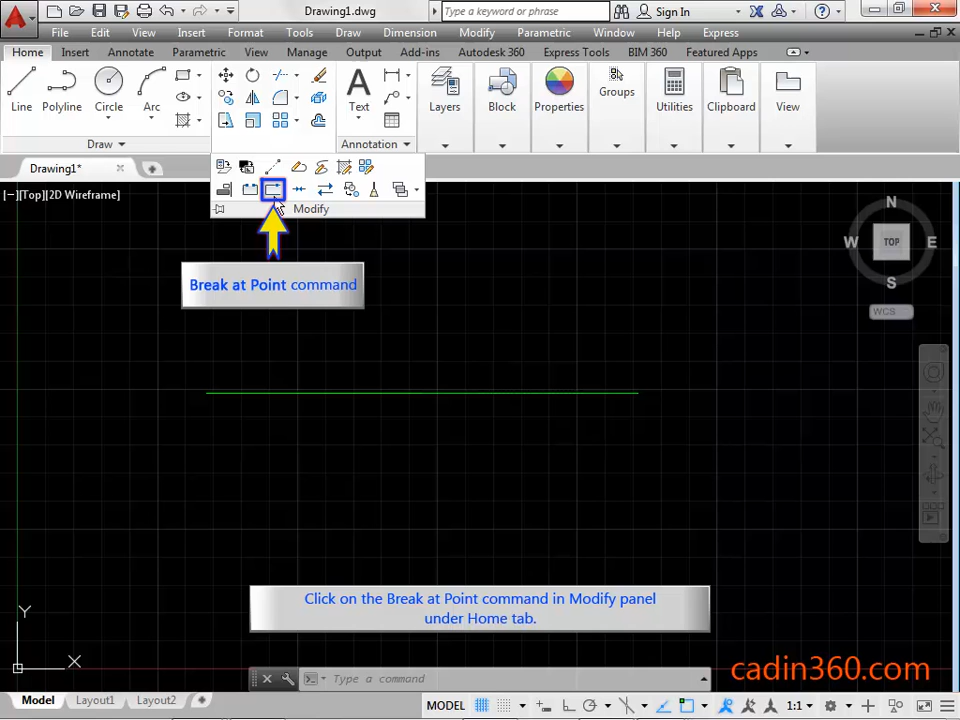 Drawing1.dwg
Type a keyword or phrase
Sign In
File Edit View Insert Format Tools Draw Dimension Modify Parametric Window Help Express
Home Insert Annotate Parametric View Manage Output Add-ins Autodesk 360 Express Tools BIM 360 Featured Apps
Line Polyline Circle Arc Text Layers Block Properties Groups Utilities Clipboard View
Draw Annotation
Drawing1*
[−][Top][2D Wireframe]
Modify
N
W TOP E
S
WCS
Break at Point command
Click on the Break at Point command in Modify panel
under Home tab.
Y
X
Type a command
cadin360.com
Model Layout1 Layout2
MODEL 1:1